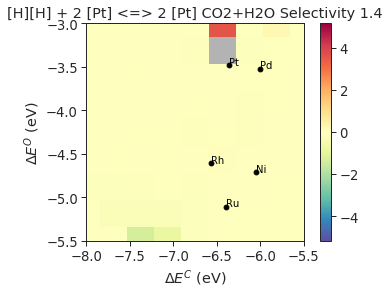 [H][H] + 2 [Pt] <=> 2 [Pt] CO2+H2O Selectivity 1.4
−3.0
−3.5
−4.0
−4.5
−5.0
−5.5
ΔE^O (eV)
Pt
Pd
Rh
Ni
Ru
−8.0 −7.5 −7.0 −6.5 −6.0 −5.5
ΔE^C (eV)
4
2
0
−2
−4